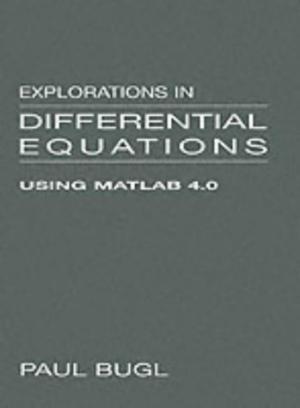 EXPLORATIONS IN
DIFFERENTIAL
EQUATIONS
USING MATLAB 4.0
PAUL BUGL